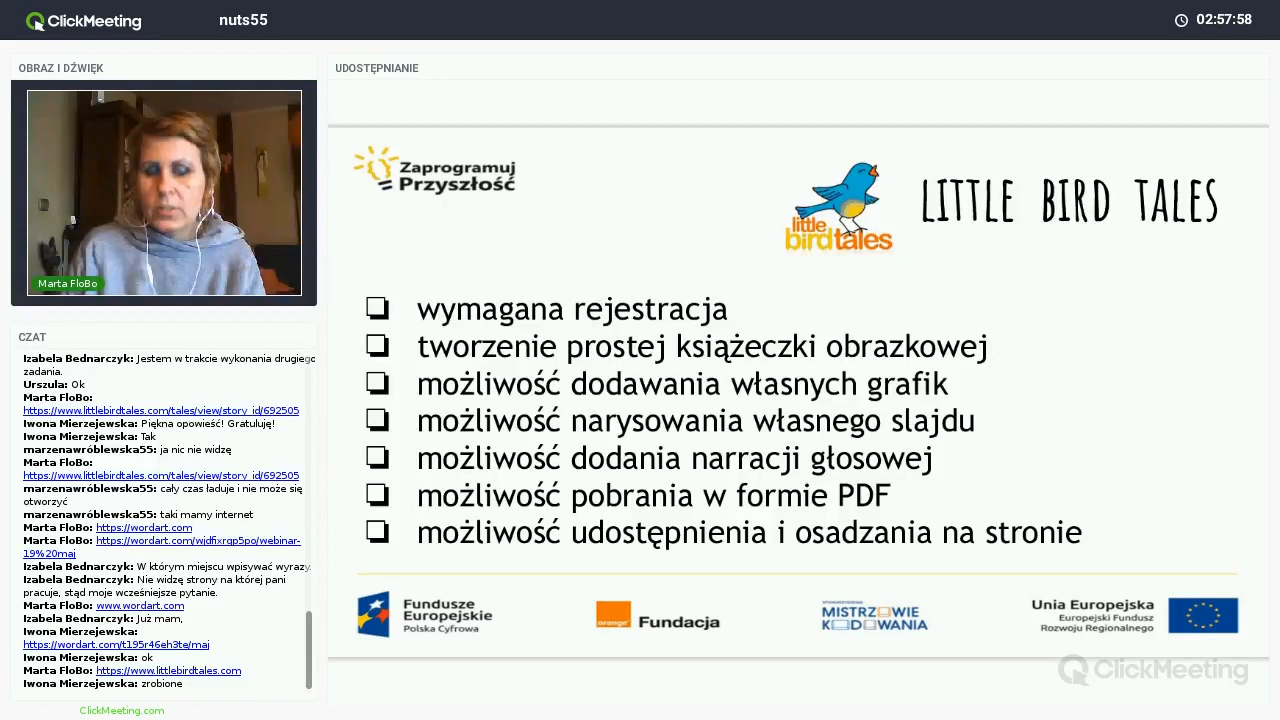 ClickMeeting
nuts55
02:57:58
OBRAZ I DŹWIĘK
Marta FloBo
CZAT
Izabela Bednarczyk: Jestem w trakcie wykonania drugiego
zadania.
Urszula: Ok
Marta FloBo:
https://www.littlebirdtales.com/tales/view/story_id/692505
Iwona Mierzejewska: Piękna opowieść! Gratuluję!
Iwona Mierzejewska: Tak
marzenawróblewska55: ja nic nie widzę
Marta FloBo:
https://www.littlebirdtales.com/tales/view/story_id/692505
marzenawróblewska55: cały czas ładuje i nie może się
otworzyć
marzenawróblewska55: taki mamy internet
Marta FloBo: https://wordart.com
Marta FloBo: https://wordart.com/wjdfixrqp5po/webinar-
19%20maj
Izabela Bednarczyk: W którym miejscu wpisywać wyrazy.
Izabela Bednarczyk: Nie widzę strony na której pani
pracuje, stąd moje wcześniejsze pytanie.
Marta FloBo: www.wordart.com
Izabela Bednarczyk: Już mam,
Iwona Mierzejewska:
https://wordart.com/t195r46eh3te/maj
Iwona Mierzejewska: ok
Marta FloBo: https://www.littlebirdtales.com
Iwona Mierzejewska: zrobione
ClickMeeting.com
UDOSTĘPNIANIE
Zaprogramuj
Przyszłość
little
birdtales
LITTLE BIRD TALES
wymagana rejestracja
tworzenie prostej książeczki obrazkowej
możliwość dodawania własnych grafik
możliwość narysowania własnego slajdu
możliwość dodania narracji głosowej
możliwość pobrania w formie PDF
możliwość udostępnienia i osadzania na stronie
Fundusze
Europejskie
Polska Cyfrowa
orange
Fundacja
STOWARZYSZENIE
MISTRZOWIE
KODOWANIA
Unia Europejska
Europejski Fundusz
Rozwoju Regionalnego
ClickMeeting